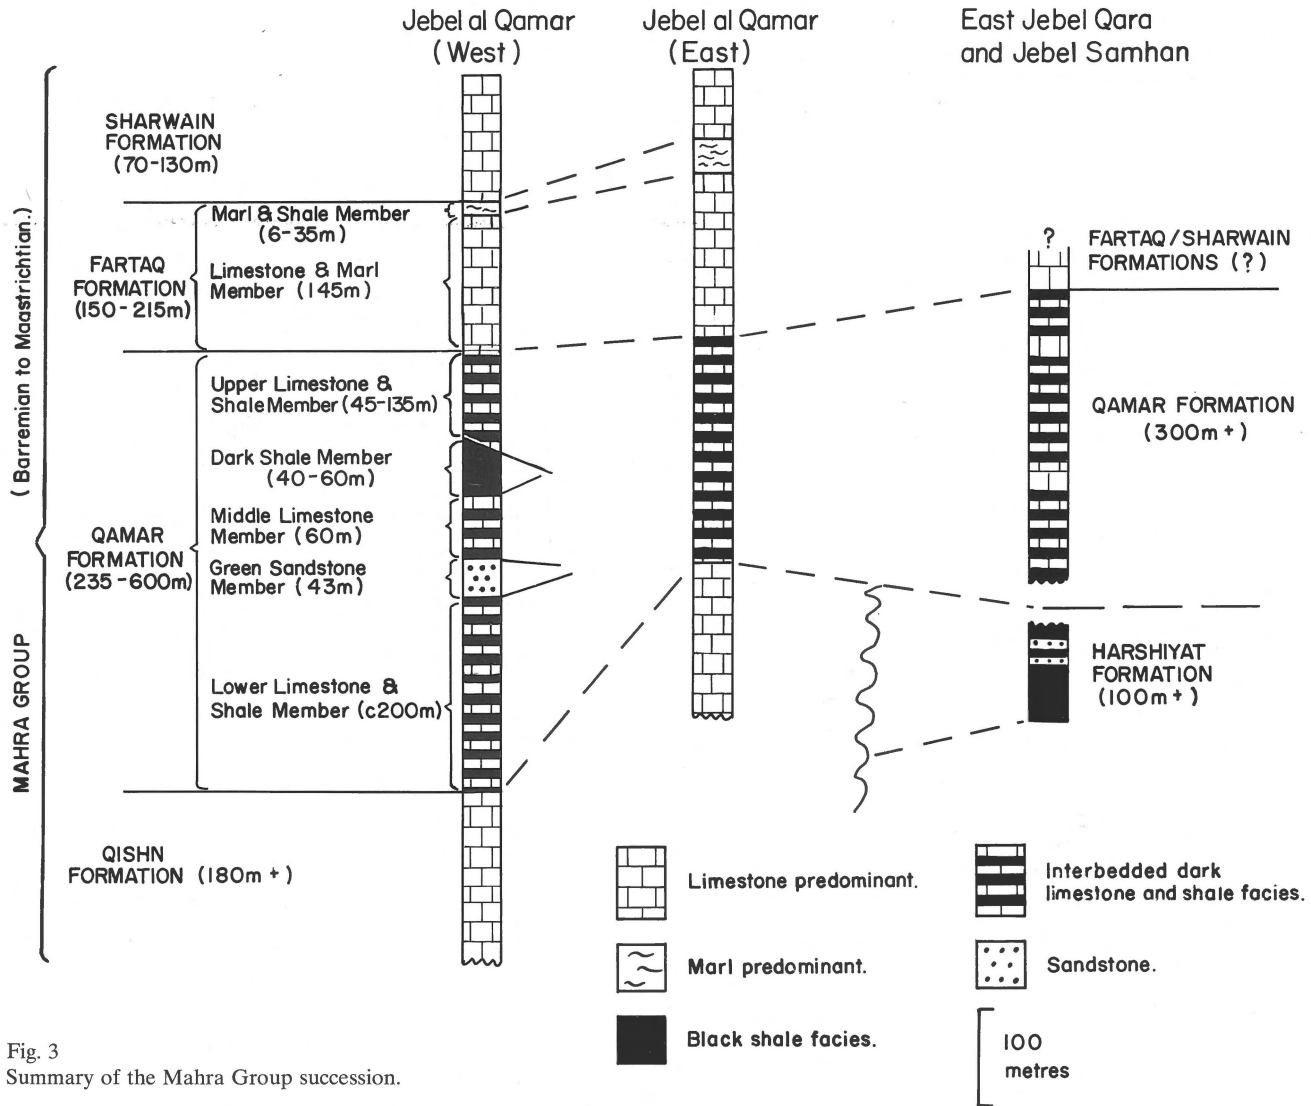 Jebel al Qamar
(West)
Jebel al Qamar
(East)
East Jebel Qara
and Jebel Samhan
(Barremian to Maastrichtian.)
MAHRA GROUP
SHARWAIN
FORMATION
(70-130m)
FARTAQ
FORMATION
(150-215m)
Marl & Shale Member
(6-35m)
Limestone & Marl
Member (145m)
QAMAR
FORMATION
(235-600m)
Upper Limestone &
Shale Member (45-135m)
Dark Shale Member
(40-60m)
Middle Limestone
Member (60m)
Green Sandstone
Member (43m)
Lower Limestone &
Shale Member (c200m)
QISHN
FORMATION (180m +)
?
FARTAQ/SHARWAIN
FORMATIONS (?)
QAMAR FORMATION
(300m +)
HARSHIYAT
FORMATION
(100m +)
Limestone predominant.
Marl predominant.
Black shale facies.
Interbedded dark
limestone and shale facies.
Sandstone.
100
metres
Fig. 3
Summary of the Mahra Group succession.